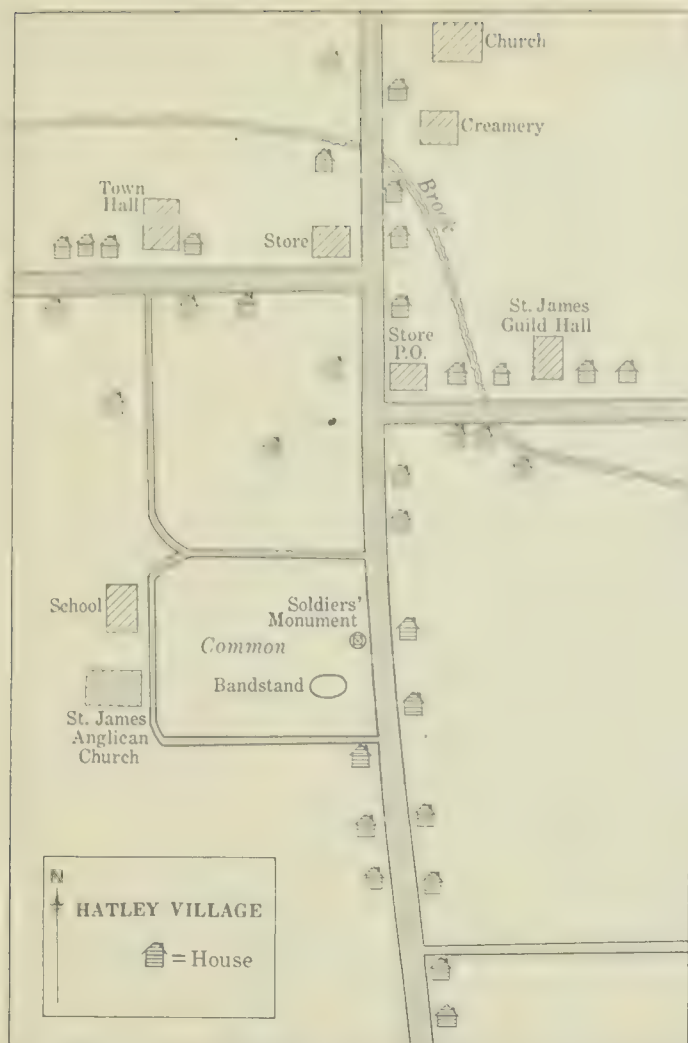 Church
Creamery
Brook
Town
Hall
Store
St. James
Guild Hall
Store
P.O.
School
Soldiers'
Monument
Common
Bandstand
St. James
Anglican
Church
N
HATLEY VILLAGE
= House